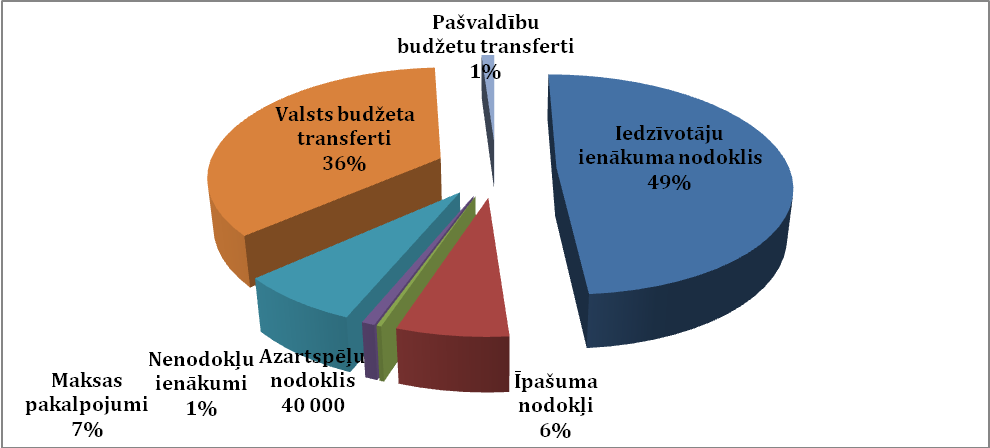 Pašvaldību
budžetu transferti
1%
Valsts budžeta
transferti
36%
Iedzīvotāju
ienākuma nodoklis
49%
Maksas
pakalpojumi
7%
Nenodokļu
ienākumi
1%
Azartspēļu
nodoklis
40 000
Īpašuma
nodokļi
6%